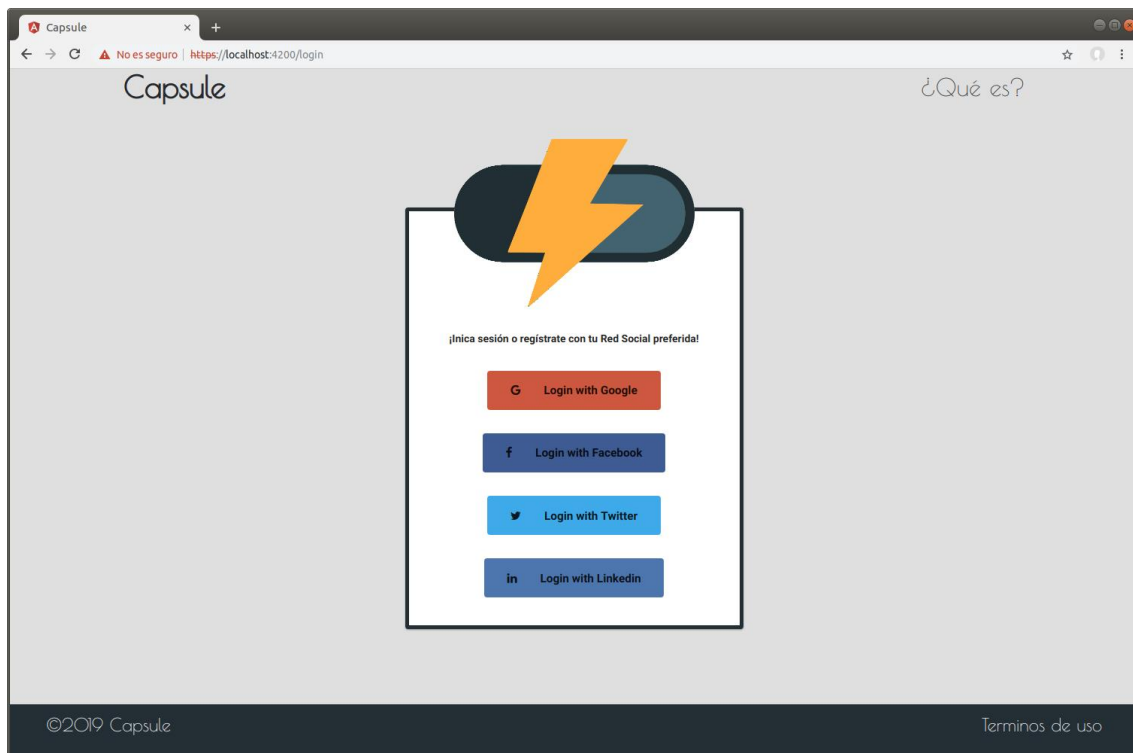 Capsule
No es seguro | https://localhost:4200/login
Capsule
¿Qué es?
¡Inica sesión o regístrate con tu Red Social preferida!
G Login with Google
f Login with Facebook
Login with Twitter
in Login with Linkedin
©2019 Capsule
Terminos de uso